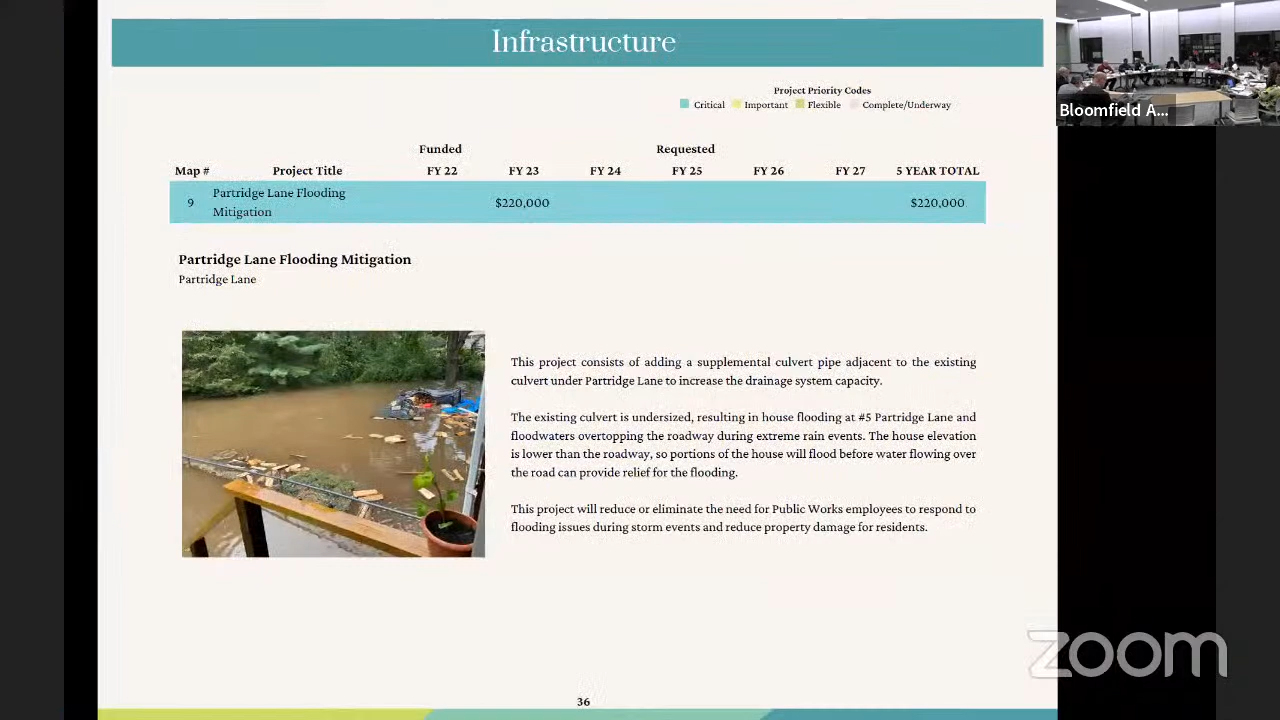 Infrastructure
Project Priority Codes
Critical Important Flexible Complete/Underway
Bloomfield A...
Funded Requested
Map # Project Title FY 22 FY 23 FY 24 FY 25 FY 26 FY 27 5 YEAR TOTAL
9 Partridge Lane Flooding $220,000 $220,000
Mitigation
Partridge Lane Flooding Mitigation
Partridge Lane
This project consists of adding a supplemental culvert pipe adjacent to the existing
culvert under Partridge Lane to increase the drainage system capacity.
The existing culvert is undersized, resulting in house flooding at #5 Partridge Lane and
floodwaters overtopping the roadway during extreme rain events. The house elevation
is lower than the roadway, so portions of the house will flood before water flowing over
the road can provide relief for the flooding.
This project will reduce or eliminate the need for Public Works employees to respond to
flooding issues during storm events and reduce property damage for residents.
zoom
36